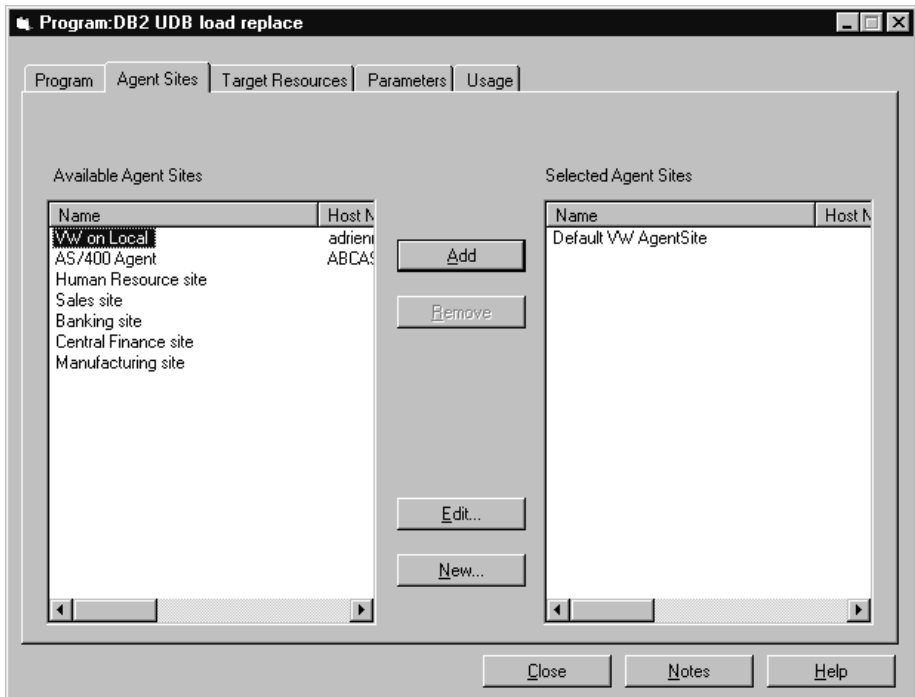 Program:DB2 UDB load replace
Program Agent Sites Target Resources Parameters Usage
Available Agent Sites
Selected Agent Sites
Name Host N
VW on Local adrienn
AS/400 Agent ABCAS
Human Resource site
Sales site
Banking site
Central Finance site
Manufacturing site
Add
Remove
Edit...
New...
Name Host N
Default VW AgentSite
Close Notes Help